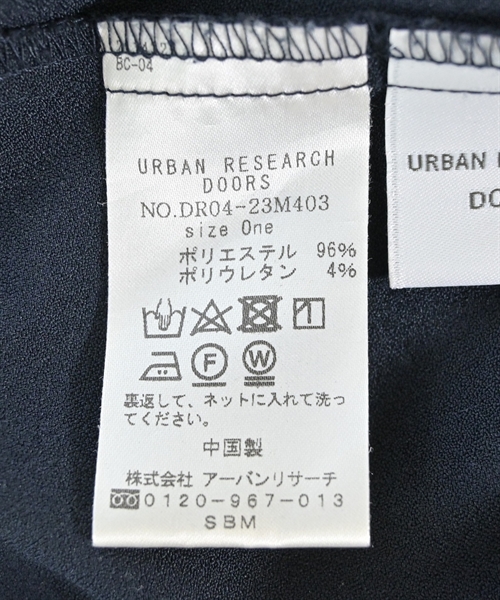 BC-04
URBAN RESEARCH
DOORS
NO.DR04-23M403
size One
ポリエステル 96%
ポリウレタン 4%
F W
裏返して、ネットに入れて洗っ
てください。
中国製
株式会社 アーバンリサーチ
0120-967-013
SBM
URBAN
DO